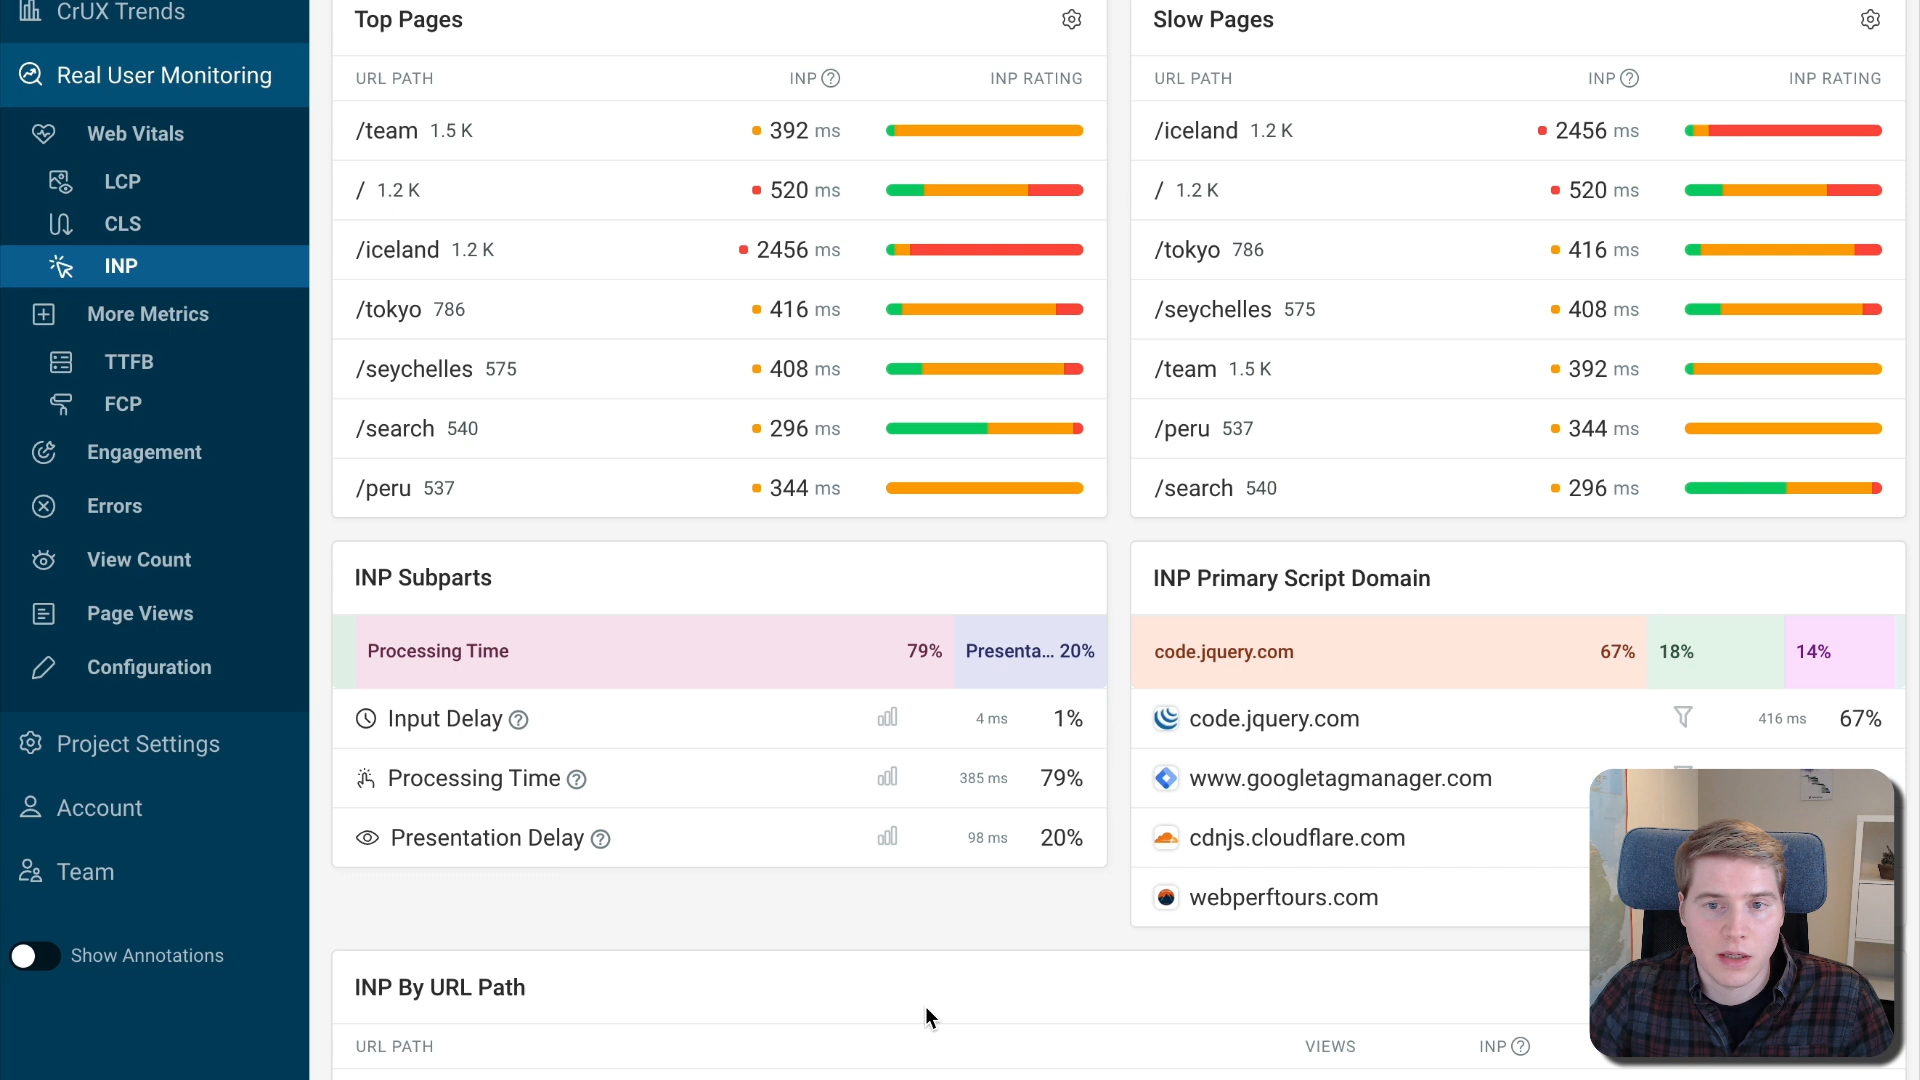 CrUX Trends
Real User Monitoring
Web Vitals
LCP
CLS
INP
More Metrics
TTFB
FCP
Engagement
Errors
View Count
Page Views
Configuration
Project Settings
Account
Team
Show Annotations
Top Pages
URL PATH INP ? INP RATING
/team 1.5 K 392 ms
/ 1.2 K 520 ms
/iceland 1.2 K 2456 ms
/tokyo 786 416 ms
/seychelles 575 408 ms
/search 540 296 ms
/peru 537 344 ms
Slow Pages
URL PATH INP ? INP RATING
/iceland 1.2 K 2456 ms
/ 1.2 K 520 ms
/tokyo 786 416 ms
/seychelles 575 408 ms
/team 1.5 K 392 ms
/peru 537 344 ms
/search 540 296 ms
INP Subparts
Processing Time 79% Presenta... 20%
Input Delay ? 4 ms 1%
Processing Time ? 385 ms 79%
Presentation Delay ? 98 ms 20%
INP Primary Script Domain
code.jquery.com 67% 18% 14%
code.jquery.com 416 ms 67%
www.googletagmanager.com
cdnjs.cloudflare.com
webperftours.com
INP By URL Path
URL PATH VIEWS INP ?